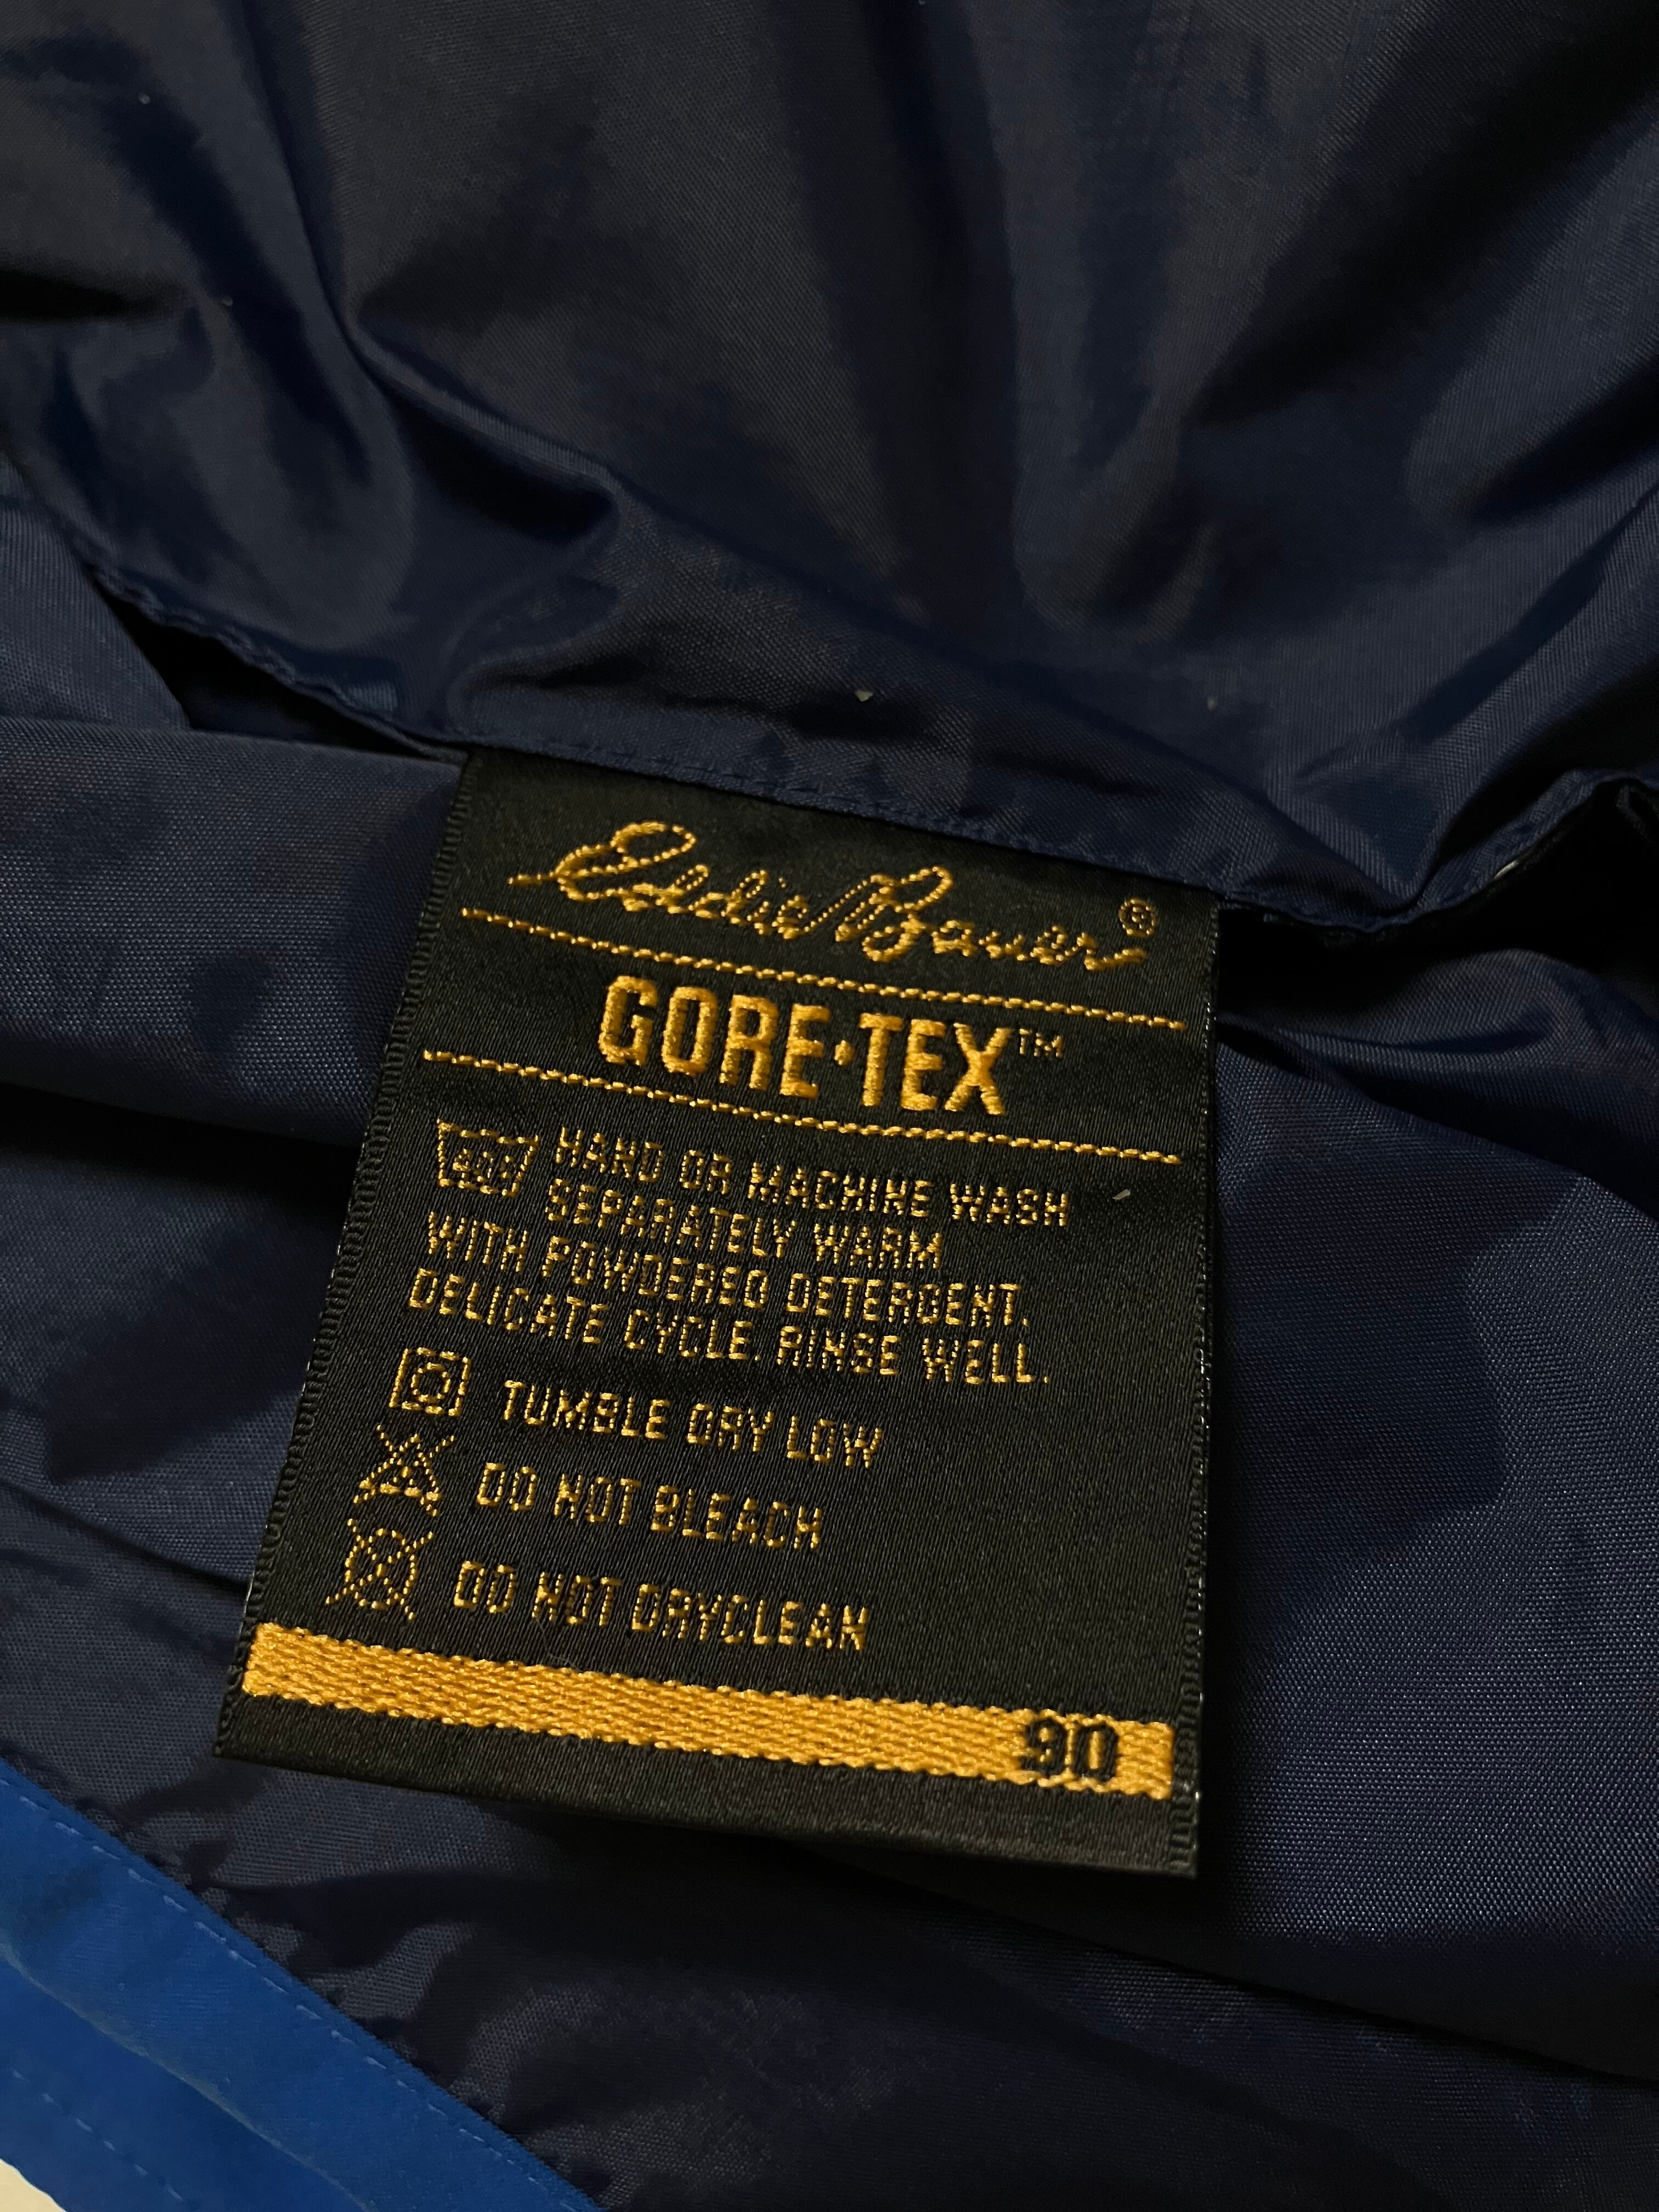 Eddie Bauer®
GORE-TEX™
40C HAND OR MACHINE WASH
SEPARATELY WARM
WITH POWDERED DETERGENT.
DELICATE CYCLE. RINSE WELL.
TUMBLE DRY LOW
DO NOT BLEACH
DO NOT DRYCLEAN
90